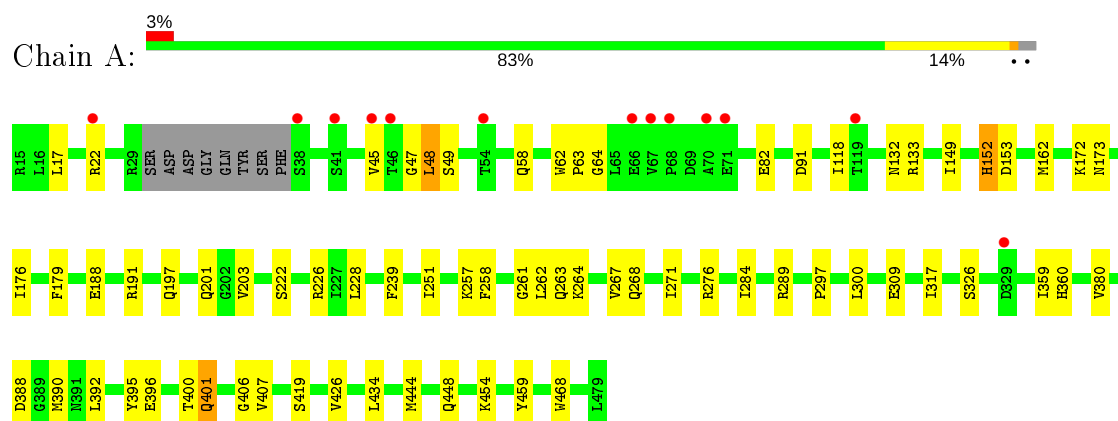 3%
Chain A:
83% 14% • •
R15 L16 L17 R22 R29 SER ASP ASP GLY GLN TYR SER PHE S38 S41 V45 T46 G47 L48 S49 T54 Q58 W62 P63 G64 L65 E66 V67 P68 D69 A70 E71 E82 D91 I118 T119 N132 R133 I149 H152 D153 M162 K172 N173
I176 F179 E188 R191 Q197 Q201 G202 V203 S222 R226 I227 L228 F239 I251 K257 F258 G261 L262 Q263 K264 V267 Q268 I271 R276 I284 R289 P297 L300 E309 I317 S326 D329 I359 H360 V380
D388 G389 M390 N391 L392 Y395 E396 T400 Q401 G406 V407 S419 V426 L434 M444 Q448 K454 Y459 W468 L479